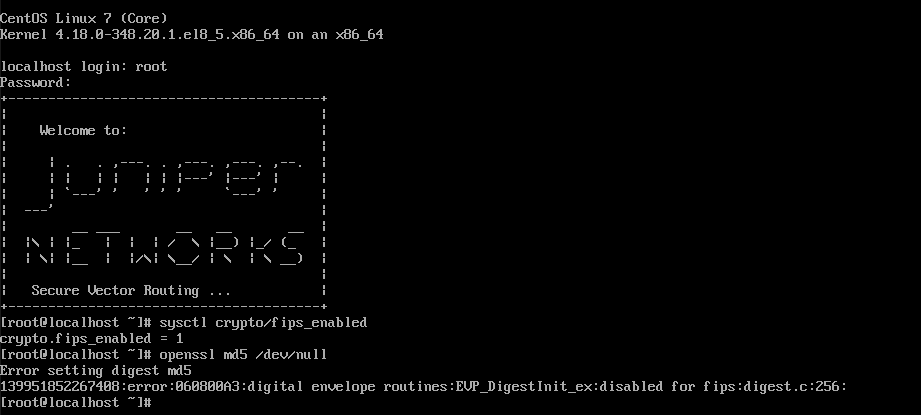 CentOS Linux 7 (Core)
Kernel 4.18.0-348.20.1.el8_5.x86_64 on an x86_64
localhost login: root
Password:
Welcome to:
Juniper
NETWORKS
Secure Vector Routing ...
[root@localhost ~]# sysctl crypto/fips_enabled
crypto.fips_enabled = 1
[root@localhost ~]# openssl md5 /dev/null
Error setting digest md5
139951852267408:error:060800A3:digital envelope routines:EVP_DigestInit_ex:disabled for fips:digest.c:256:
[root@localhost ~]#